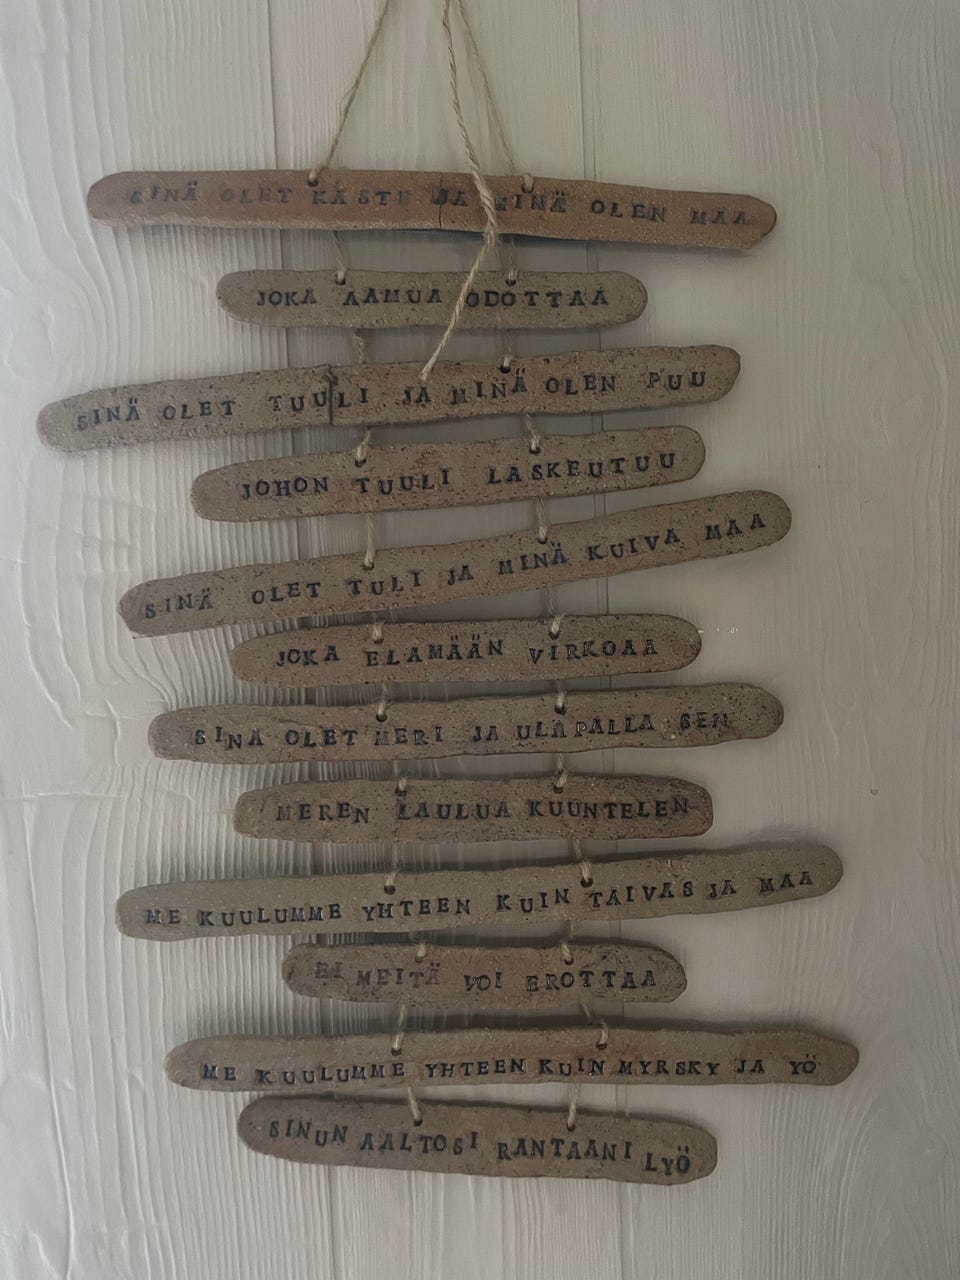 SINÄ OLET KASTE JA MINÄ OLEN MAA
JOKA AAMUA ODOTTAA
SINÄ OLET TUULI JA MINÄ OLEN PUU
JOHON TUULI LASKEUTUU
SINÄ OLET TULI JA MINÄ KUIVA MAA
JOKA ELÄMÄÄN VIRKOAA
SINÄ OLET MERI JA ULAPALLA SEN
MEREN LAULUA KUUNTELEN
ME KUULUMME YHTEEN KUIN TAIVAS JA MAA
EI MEITÄ VOI EROTTAA
ME KUULUMME YHTEEN KUIN MYRSKY JA YÖ
SINUN AALTOSI RANTAANI LYÖ